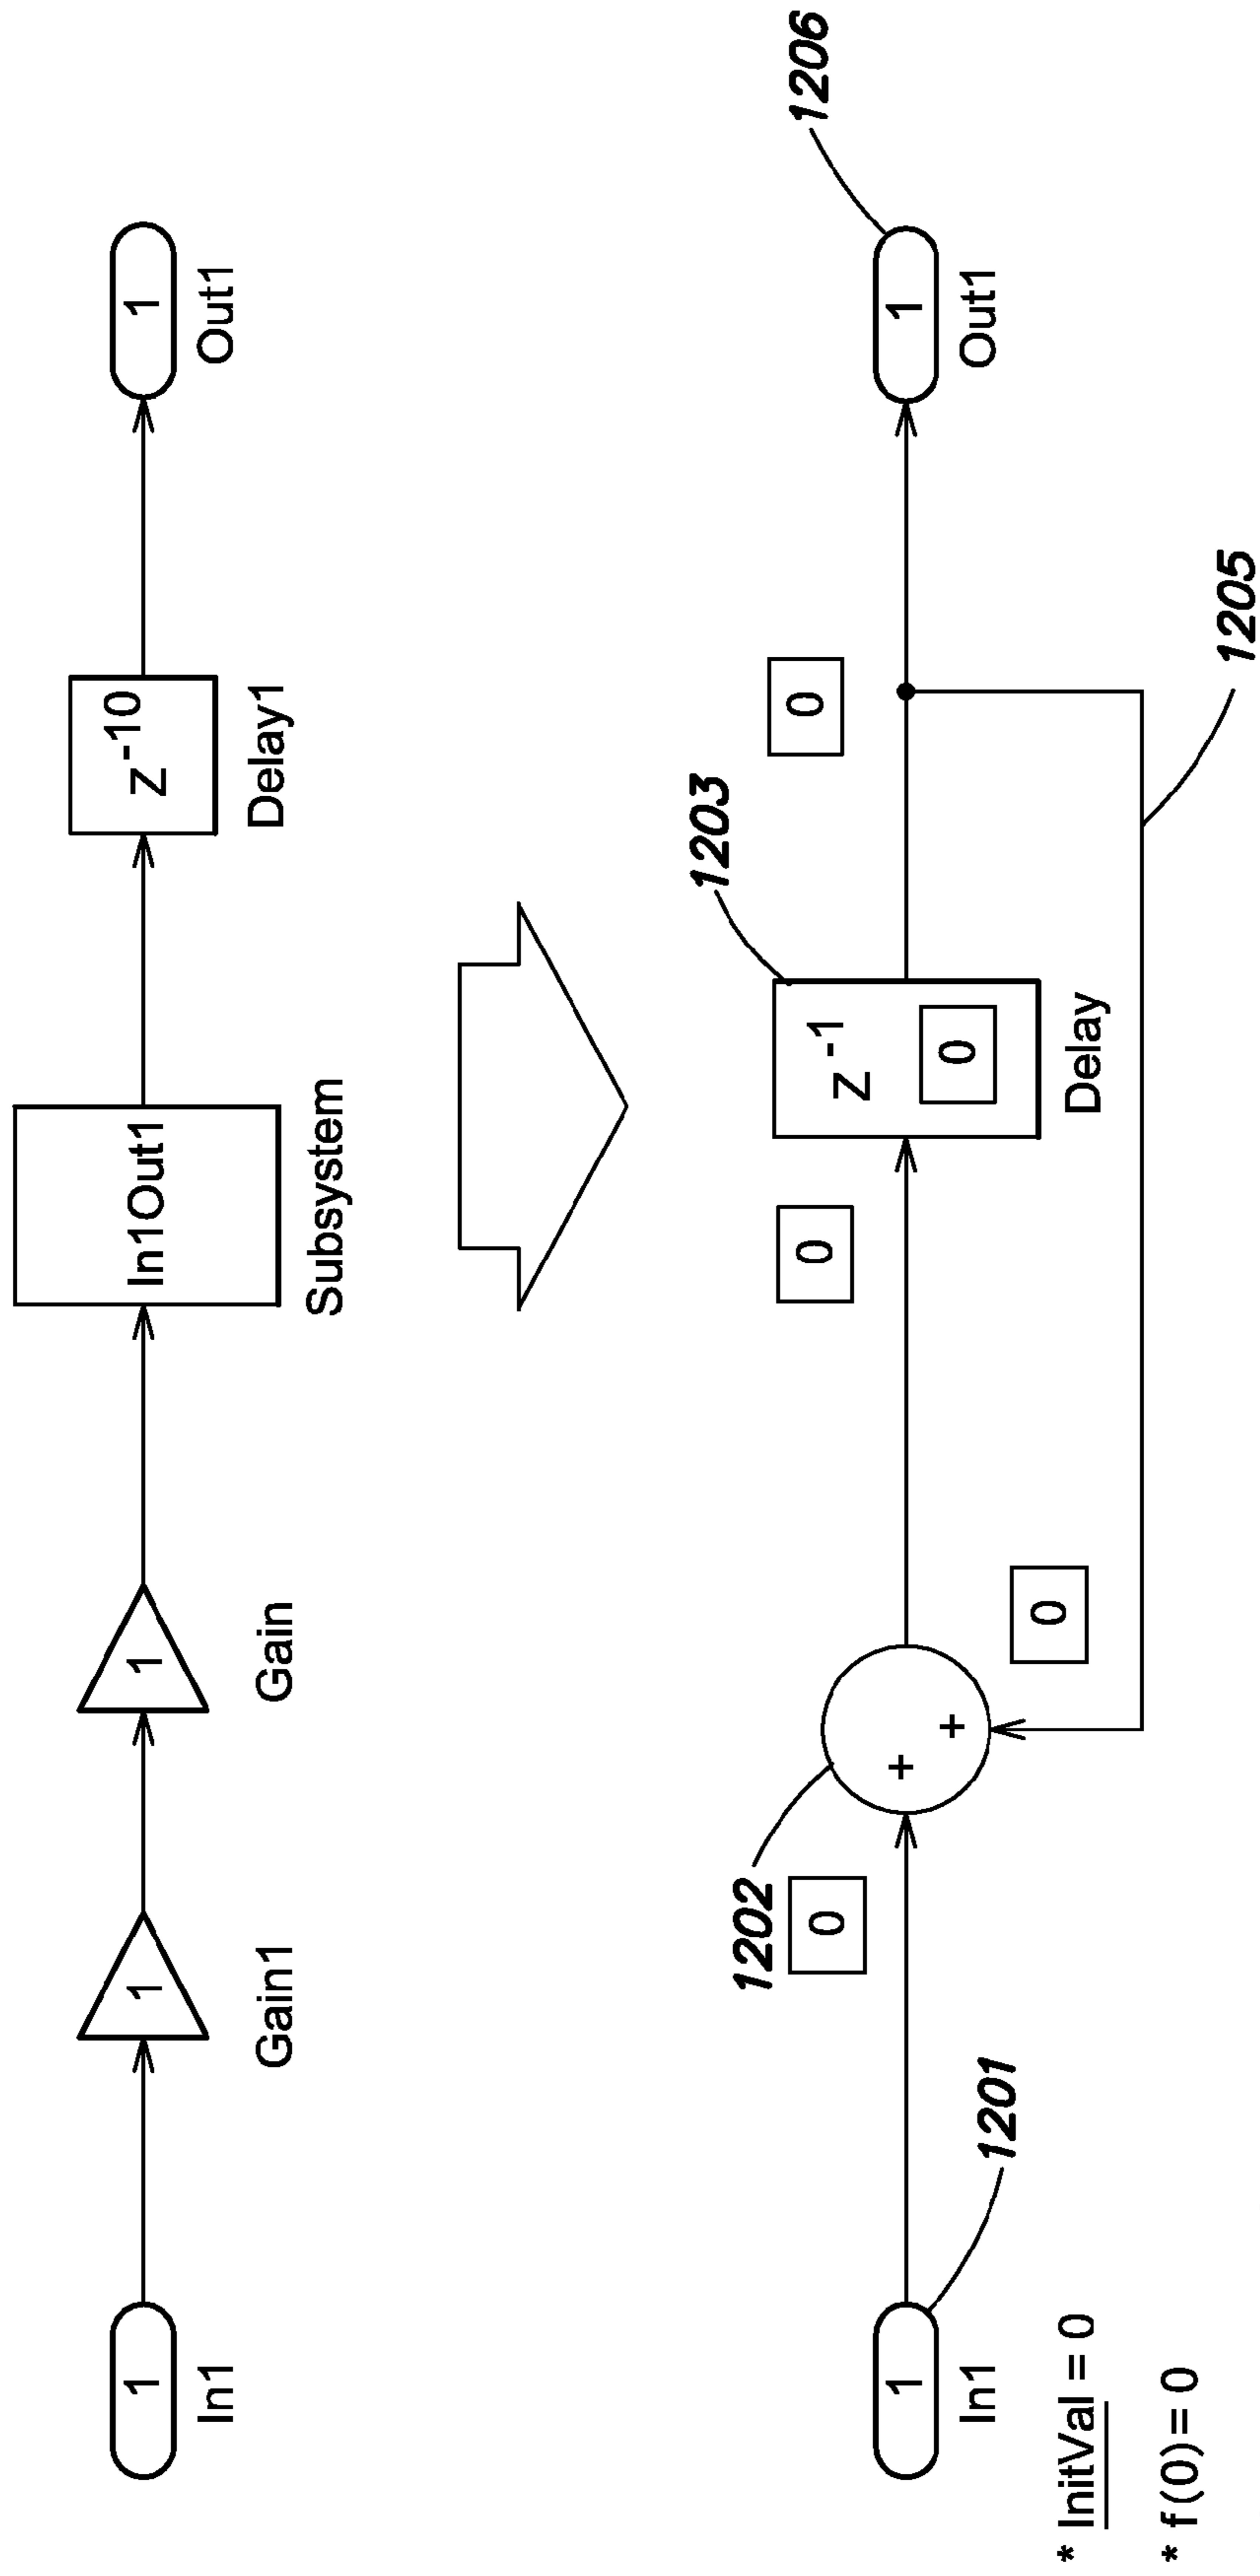 1
In1
1
Gain1
1
Gain
In1Out1
Subsystem
z-10
Delay1
1
Out1
1
In1
1201
1202
0
+
+
0
0
z-1
0
Delay
1203
0
1205
1
Out1
1206
* InitVal = 0
* f(0)= 0